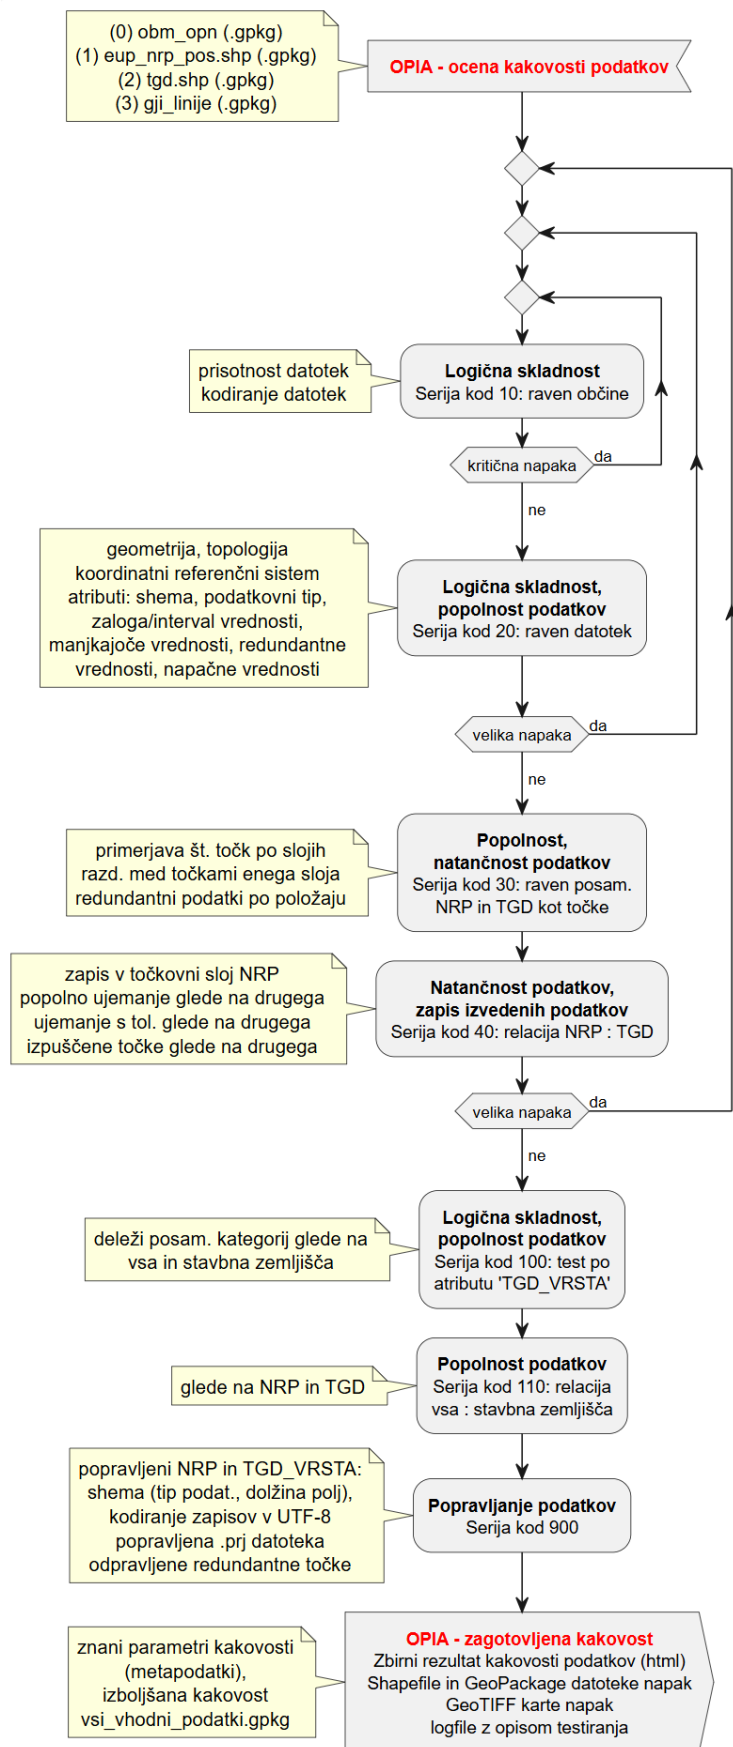 (0) obm_opn (.gpkg)
(1) eup_nrp_pos.shp (.gpkg)
(2) tgd.shp (.gpkg)
(3) gji_linije (.gpkg)
OPIA - ocena kakovosti podatkov
prisotnost datotek
kodiranje datotek
Logična skladnost
Serija kod 10: raven občine
kritična napaka
da
ne
geometrija, topologija
koordinatni referenčni sistem
atributi: shema, podatkovni tip,
zaloga/interval vrednosti,
manjkajoče vrednosti, redundantne
vrednosti, napačne vrednosti
Logična skladnost,
popolnost podatkov
Serija kod 20: raven datotek
velika napaka
da
ne
primerjava št. točk po slojih
razd. med točkami enega sloja
redundantni podatki po položaju
Popolnost,
natančnost podatkov
Serija kod 30: raven posam.
NRP in TGD kot točke
zapis v točkovni sloj NRP
popolno ujemanje glede na drugega
ujemanje s tol. glede na drugega
izpuščene točke glede na drugega
Natančnost podatkov,
zapis izvedenih podatkov
Serija kod 40: relacija NRP : TGD
velika napaka
da
ne
deleži posam. kategorij glede na
vsa in stavbna zemljišča
Logična skladnost,
popolnost podatkov
Serija kod 100: test po
atributu 'TGD_VRSTA'
glede na NRP in TGD
Popolnost podatkov
Serija kod 110: relacija
vsa : stavbna zemljišča
popravljeni NRP in TGD_VRSTA:
shema (tip podat., dolžina polj),
kodiranje zapisov v UTF-8
popravljena .prj datoteka
odpravljene redundantne točke
Popravljanje podatkov
Serija kod 900
znani parametri kakovosti
(metapodatki),
izboljšana kakovost
vsi_vhodni_podatki.gpkg
OPIA - zagotovljena kakovost
Zbirni rezultat kakovosti podatkov (html)
Shapefile in GeoPackage datoteke napak
GeoTIFF karte napak
logfile z opisom testiranja